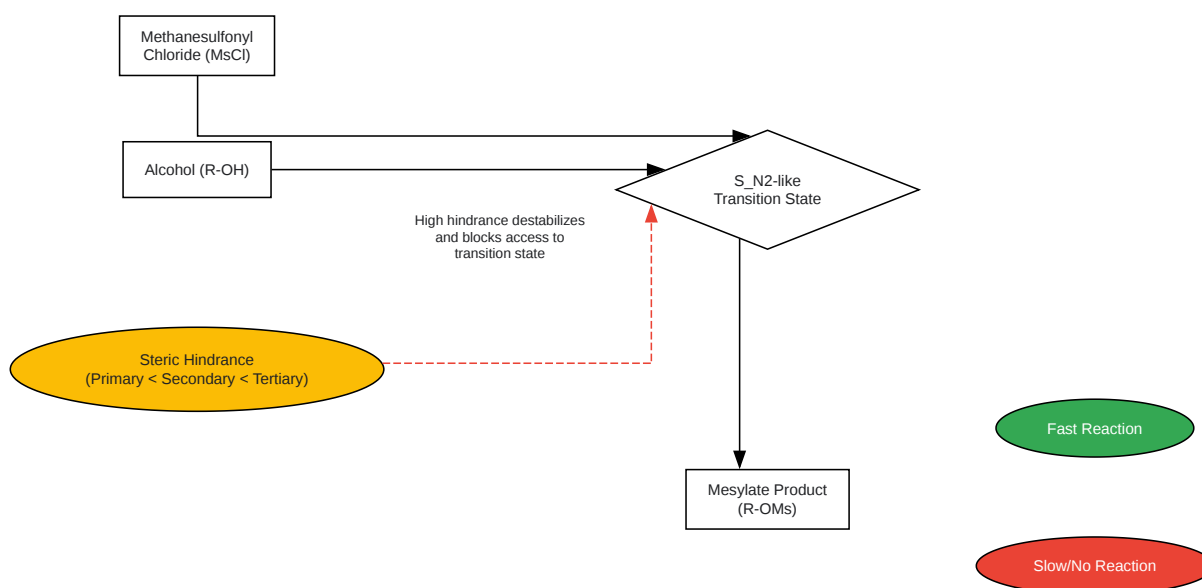 Methanesulfonyl
Chloride (MsCl)
Alcohol (R-OH)
S_N2-like
Transition State
High hindrance destabilizes
and blocks access to
transition state
Steric Hindrance
(Primary < Secondary < Tertiary)
Fast Reaction
Mesylate Product
(R-OMs)
Slow/No Reaction